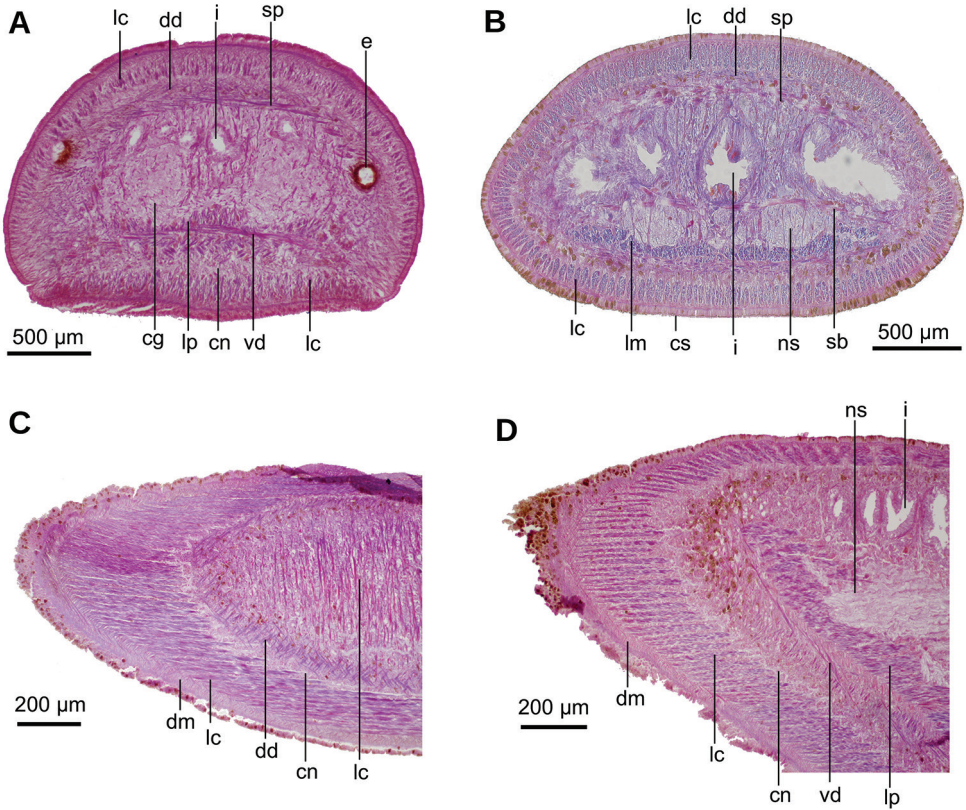 A
lc dd i sp e
500 µm
cg lp cn vd lc
B
lc dd sp
lc lm cs i ns sb
500 µm
C
200 µm
dm lc dd cn lc
D
ns i
200 µm
dm lc cn vd lp